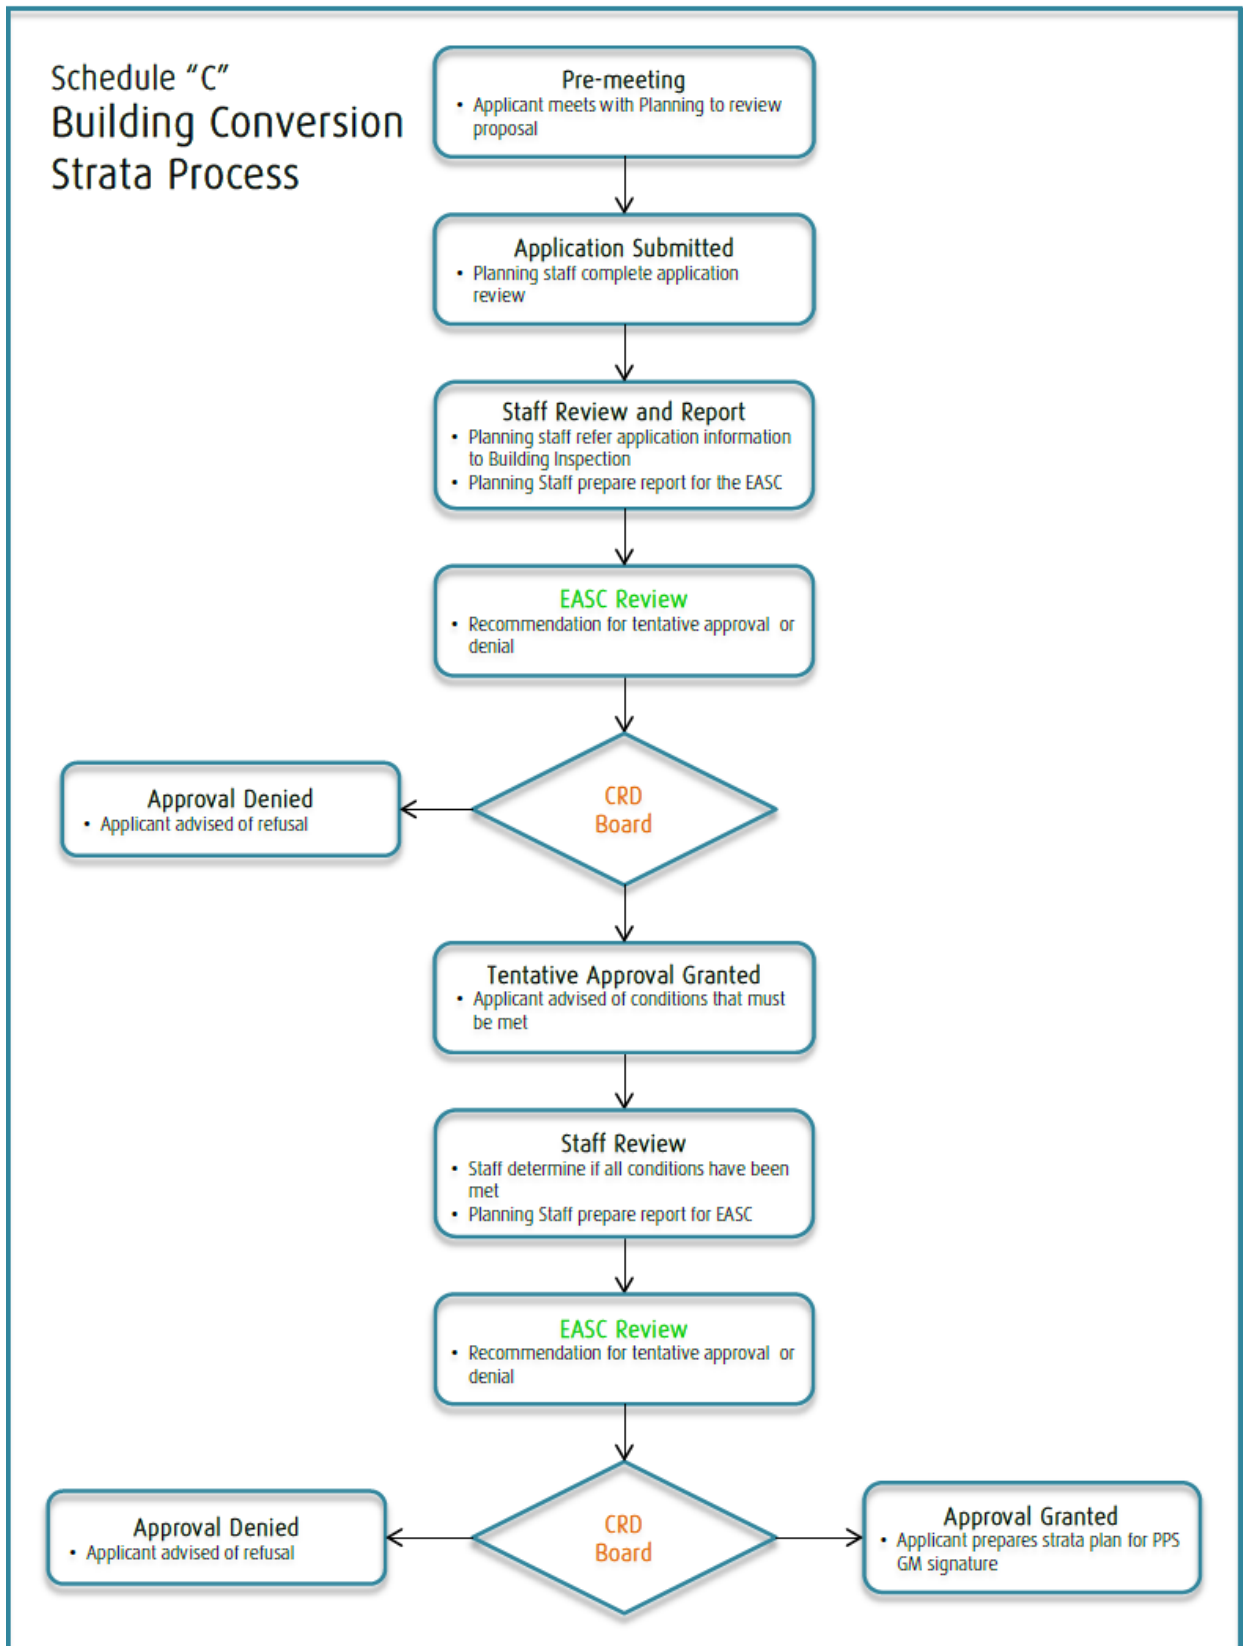 Schedule “C”
Building Conversion
Strata Process
Pre-meeting
• Applicant meets with Planning to review
proposal
Application Submitted
• Planning staff complete application
review
Staff Review and Report
• Planning staff refer application information
to Building Inspection
• Planning Staff prepare report for the EASC
EASC Review
• Recommendation for tentative approval or
denial
CRD
Board
Approval Denied
• Applicant advised of refusal
Tentative Approval Granted
• Applicant advised of conditions that must
be met
Staff Review
• Staff determine if all conditions have been
met
• Planning Staff prepare report for EASC
EASC Review
• Recommendation for tentative approval or
denial
CRD
Board
Approval Denied
• Applicant advised of refusal
Approval Granted
• Applicant prepares strata plan for PPS
GM signature